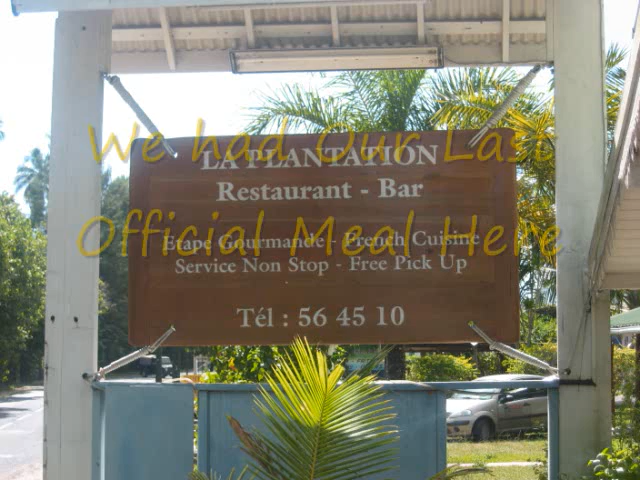 We had Our Last
LA PLANTATION
Restaurant - Bar
Official Meal Here
Etape Gourmande - French Cuisine
Service Non Stop - Free Pick Up
Tél : 56 45 10